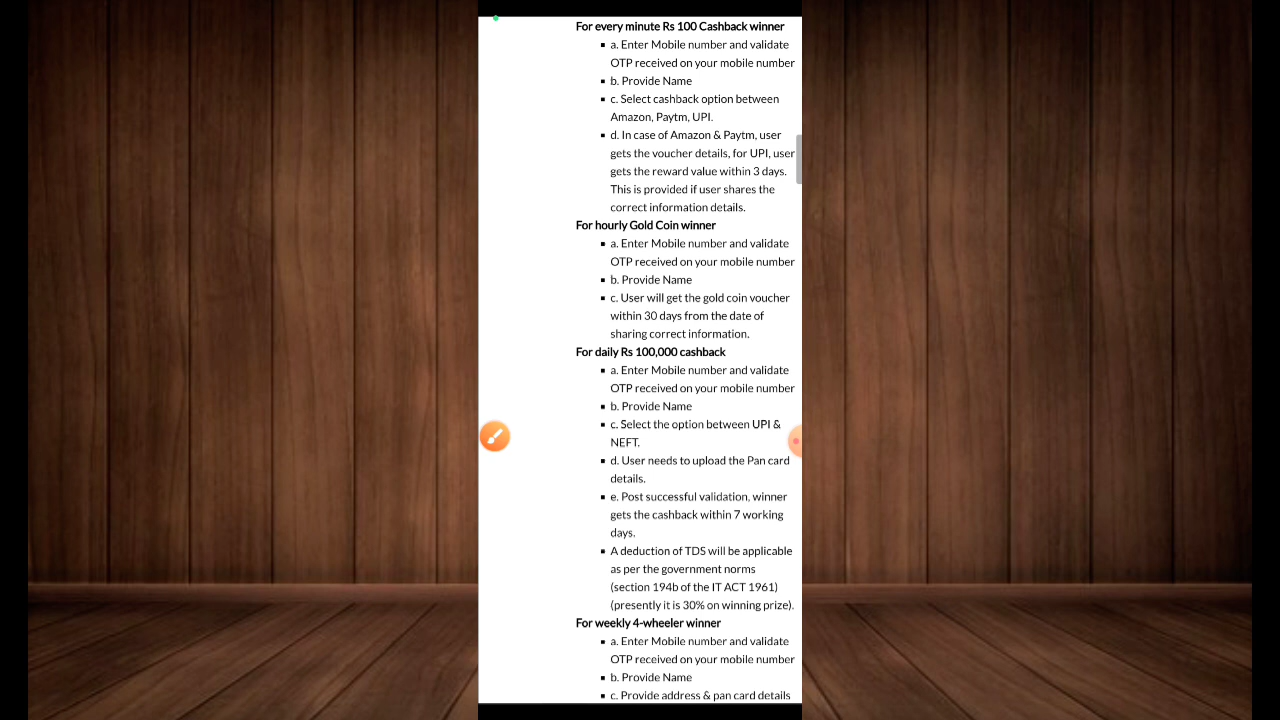 For every minute Rs 100 Cashback winner
a. Enter Mobile number and validate
OTP received on your mobile number
b. Provide Name
c. Select cashback option between
Amazon, Paytm, UPI.
d. In case of Amazon & Paytm, user
gets the voucher details, for UPI, user
gets the reward value within 3 days.
This is provided if user shares the
correct information details.
For hourly Gold Coin winner
a. Enter Mobile number and validate
OTP received on your mobile number
b. Provide Name
c. User will get the gold coin voucher
within 30 days from the date of
sharing correct information.
For daily Rs 100,000 cashback
a. Enter Mobile number and validate
OTP received on your mobile number
b. Provide Name
c. Select the option between UPI &
NEFT.
d. User needs to upload the Pan card
details.
e. Post successful validation, winner
gets the cashback within 7 working
days.
A deduction of TDS will be applicable
as per the government norms
(section 194b of the IT ACT 1961)
(presently it is 30% on winning prize).
For weekly 4-wheeler winner
a. Enter Mobile number and validate
OTP received on your mobile number
b. Provide Name
c. Provide address & pan card details